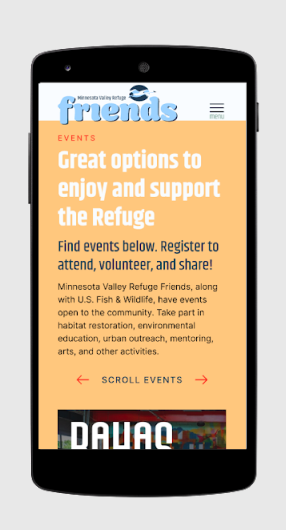 Minnesota Valley Refuge
friends
menu
EVENTS
Great options to
enjoy and support
the Refuge
Find events below. Register to
attend, volunteer, and share!
Minnesota Valley Refuge Friends, along
with U.S. Fish & Wildlife, have events
open to the community. Take part in
habitat restoration, environmental
education, urban outreach, mentoring,
arts, and other activities.
SCROLL EVENTS